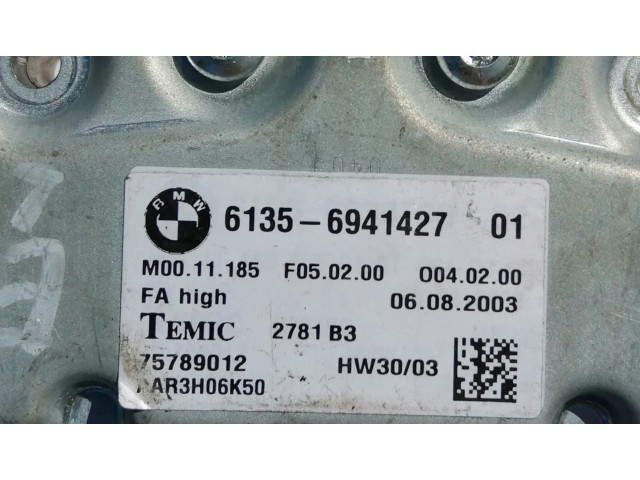 BMW 6135-6941427 01
M00.11.185 F05.02.00 O04.02.00
FA high 06.08.2003
TEMIC 2781 B3
75789012 HW30/03
AR3H06K50